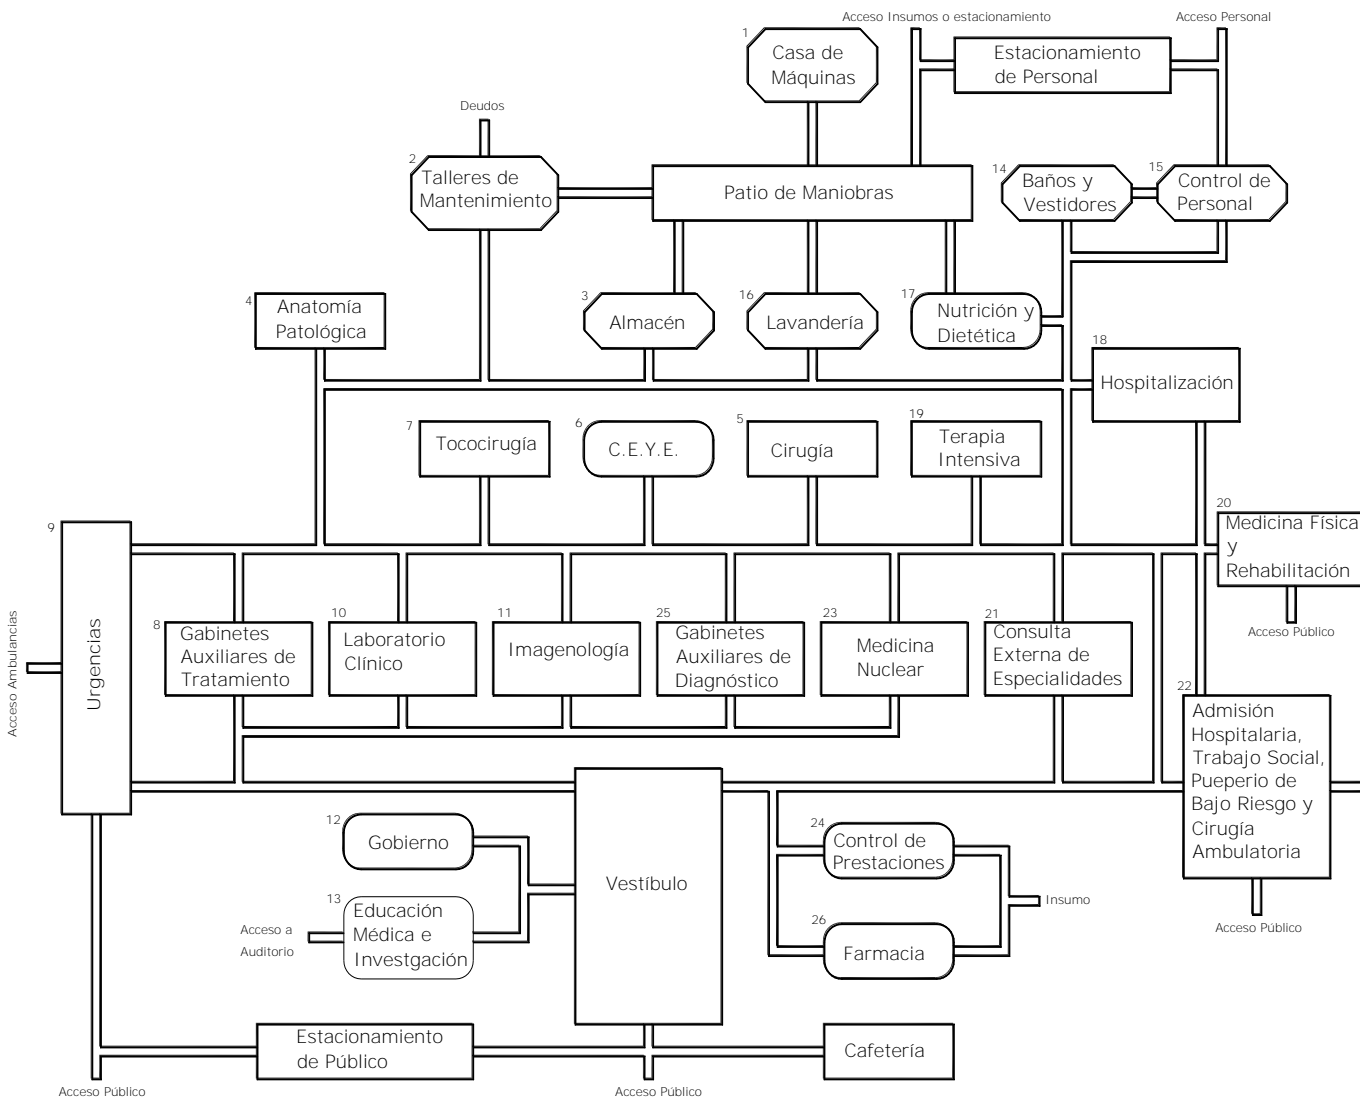 Acceso Insumos o estacionamiento
Acceso Personal
1
Casa de
Máquinas
Estacionamiento
de Personal
Deudos
2
Talleres de
Mantenimiento
Patio de Maniobras
14
Baños y
Vestidores
15
Control de
Personal
4
Anatomía
Patológica
3
Almacén
16
Lavandería
17
Nutrición y
Dietética
18
Hospitalización
7
Tococirugía
6
C.E.Y.E.
5
Cirugía
19
Terapia
Intensiva
20
Medicina Física
y
Rehabilitación
Acceso Público
9
Urgencias
Acceso Ambulancias
8
Gabinetes
Auxiliares de
Tratamiento
10
Laboratorio
Clínico
11
Imagenología
25
Gabinetes
Auxiliares de
Diagnóstico
23
Medicina
Nuclear
21
Consulta
Externa de
Especialidades
22
Admisión
Hospitalaria,
Trabajo Social,
Pueperio de
Bajo Riesgo y
Cirugía
Ambulatoria
Acceso Público
12
Gobierno
13
Educación
Médica e
Investgación
Acceso a
Auditorio
Vestíbulo
24
Control de
Prestaciones
26
Farmacia
Insumo
Estacionamiento
de Público
Cafetería
Acceso Público
Acceso Público